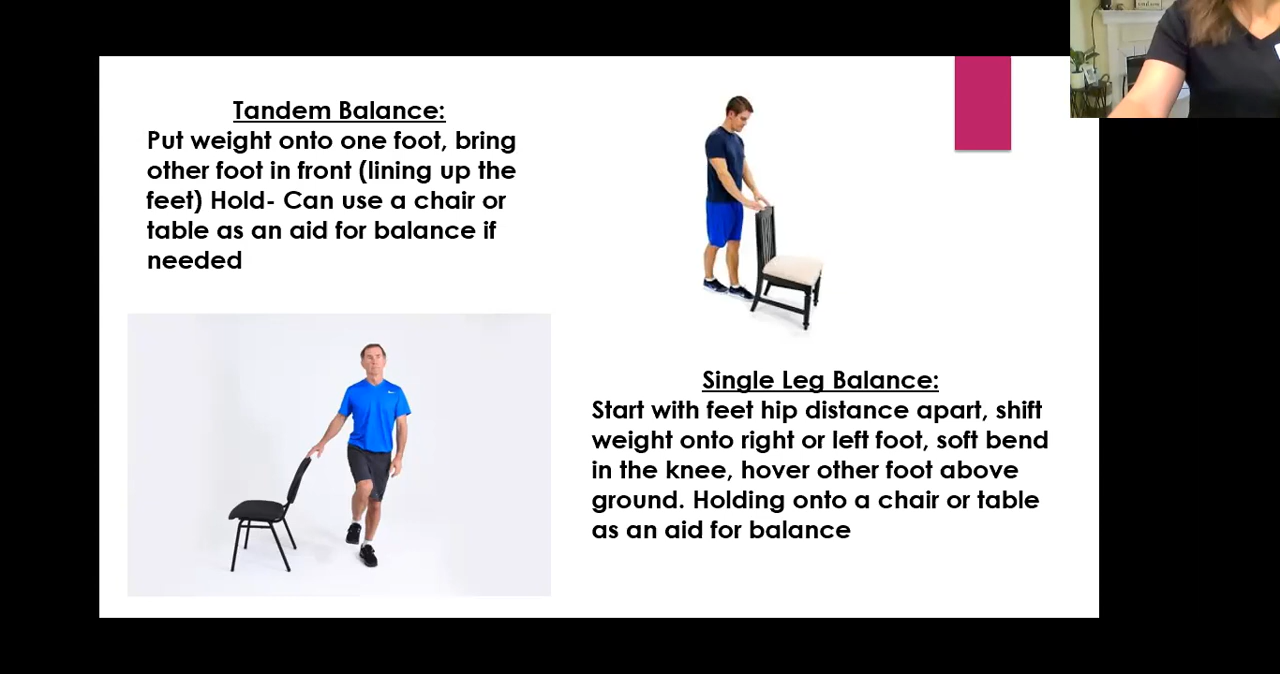 Tandem Balance:
Put weight onto one foot, bring
other foot in front (lining up the
feet) Hold- Can use a chair or
table as an aid for balance if
needed
Single Leg Balance:
Start with feet hip distance apart, shift
weight onto right or left foot, soft bend
in the knee, hover other foot above
ground. Holding onto a chair or table
as an aid for balance